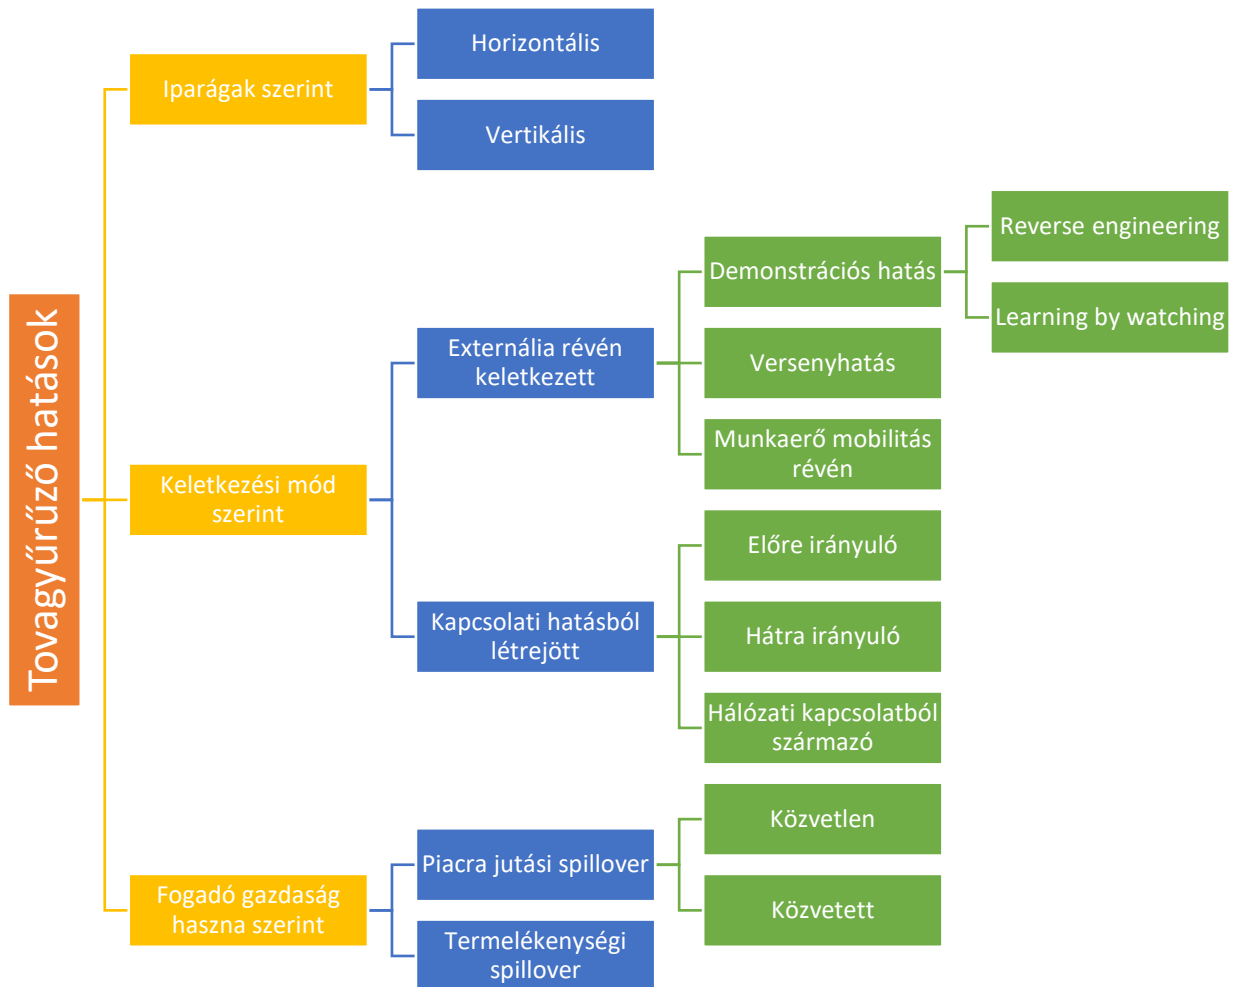 Tovagyűrűző hatások
Iparágak szerint
Horizontális
Vertikális
Keletkezési mód
szerint
Externália révén
keletkezett
Demonstrációs hatás
Reverse engineering
Learning by watching
Versenyhatás
Munkaerő mobilitás
révén
Kapcsolati hatásból
létrejött
Előre irányuló
Hátra irányuló
Hálózati kapcsolatból
származó
Fogadó gazdaság
haszna szerint
Piacra jutási spillover
Közvetlen
Közvetett
Termelékenységi
spillover